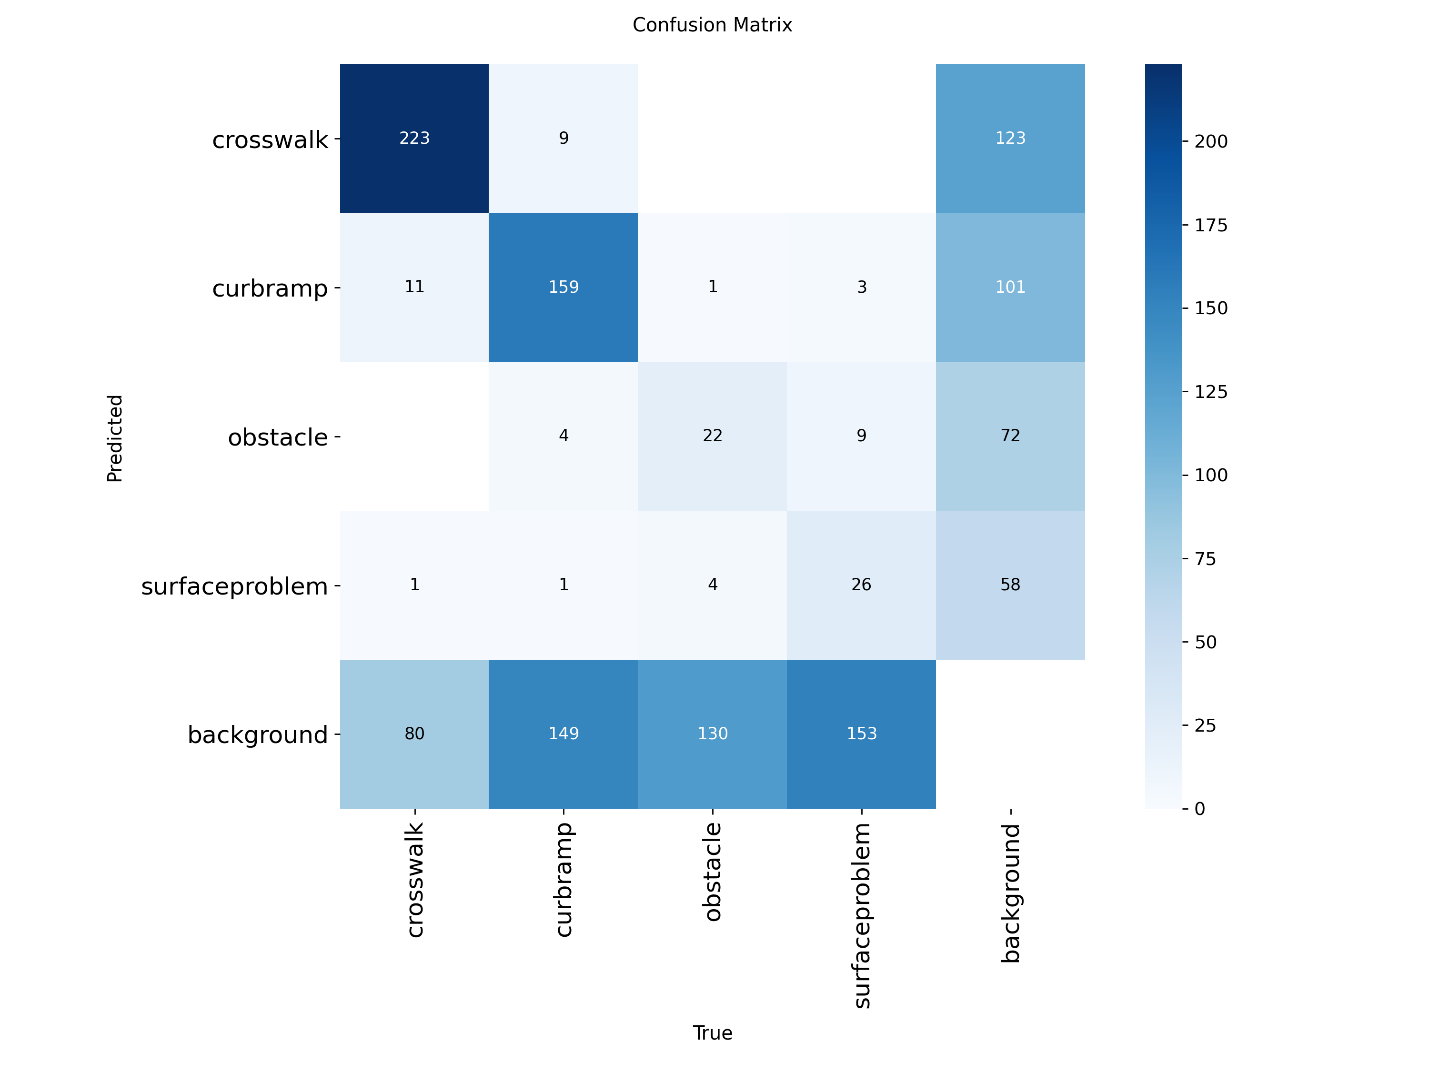 Confusion Matrix
crosswalk 223 9 123
curbramp 11 159 1 3 101
obstacle 4 22 9 72
surfaceproblem 1 1 4 26 58
background 80 149 130 153
crosswalk
curbramp
obstacle
surfaceproblem
background
True
Predicted
200
175
150
125
100
75
50
25
0